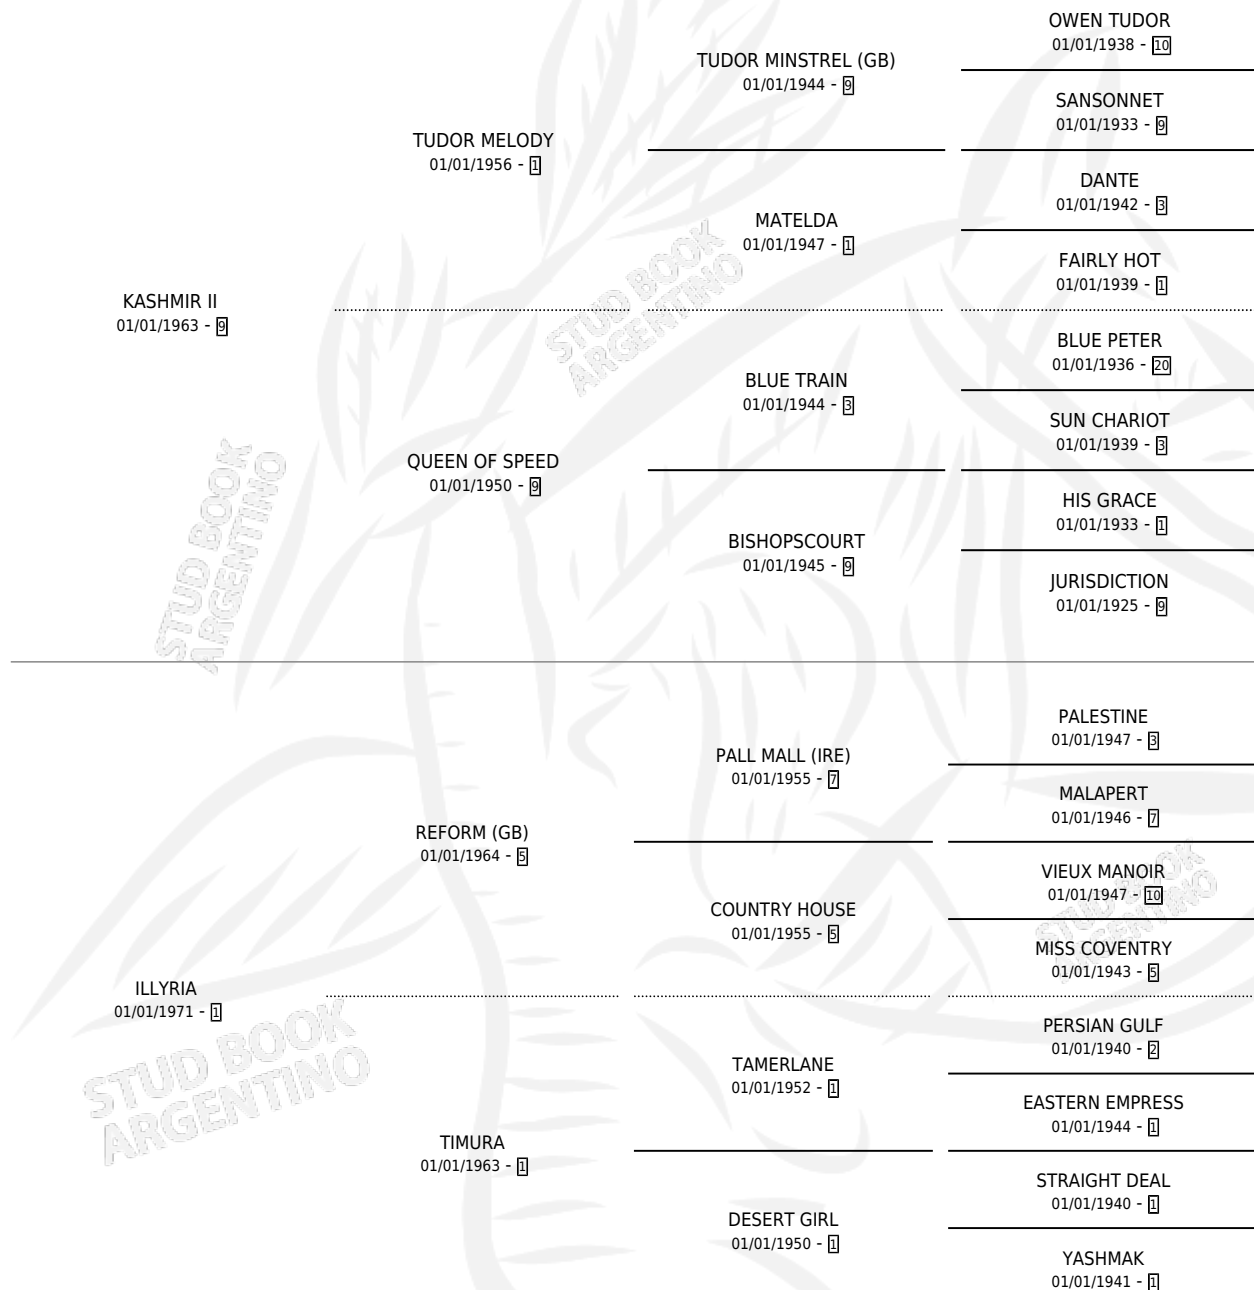 OWEN TUDOR
01/01/1938 - 10
TUDOR MINSTREL (GB)
01/01/1944 - 9
SANSONNET
01/01/1933 - 9
TUDOR MELODY
01/01/1956 - 1
DANTE
01/01/1942 - 3
MATELDA
01/01/1947 - 1
FAIRLY HOT
01/01/1939 - 1
KASHMIR II
01/01/1963 - 9
BLUE PETER
01/01/1936 - 20
BLUE TRAIN
01/01/1944 - 3
SUN CHARIOT
01/01/1939 - 3
QUEEN OF SPEED
01/01/1950 - 9
HIS GRACE
01/01/1933 - 1
BISHOPSCOURT
01/01/1945 - 9
JURISDICTION
01/01/1925 - 9
PALESTINE
01/01/1947 - 3
PALL MALL (IRE)
01/01/1955 - 7
MALAPERT
01/01/1946 - 7
REFORM (GB)
01/01/1964 - 5
VIEUX MANOIR
01/01/1947 - 10
COUNTRY HOUSE
01/01/1955 - 5
MISS COVENTRY
01/01/1943 - 5
ILLYRIA
01/01/1971 - 1
PERSIAN GULF
01/01/1940 - 2
TAMERLANE
01/01/1952 - 1
EASTERN EMPRESS
01/01/1944 - 1
TIMURA
01/01/1963 - 1
STRAIGHT DEAL
01/01/1940 - 1
DESERT GIRL
01/01/1950 - 1
YASHMAK
01/01/1941 - 1
STUD BOOK
ARGENTINO
STUD BOOK
ARGENTINO
STUD BOOK
ARGENTINO
STUD BOOK
ARGENTINO